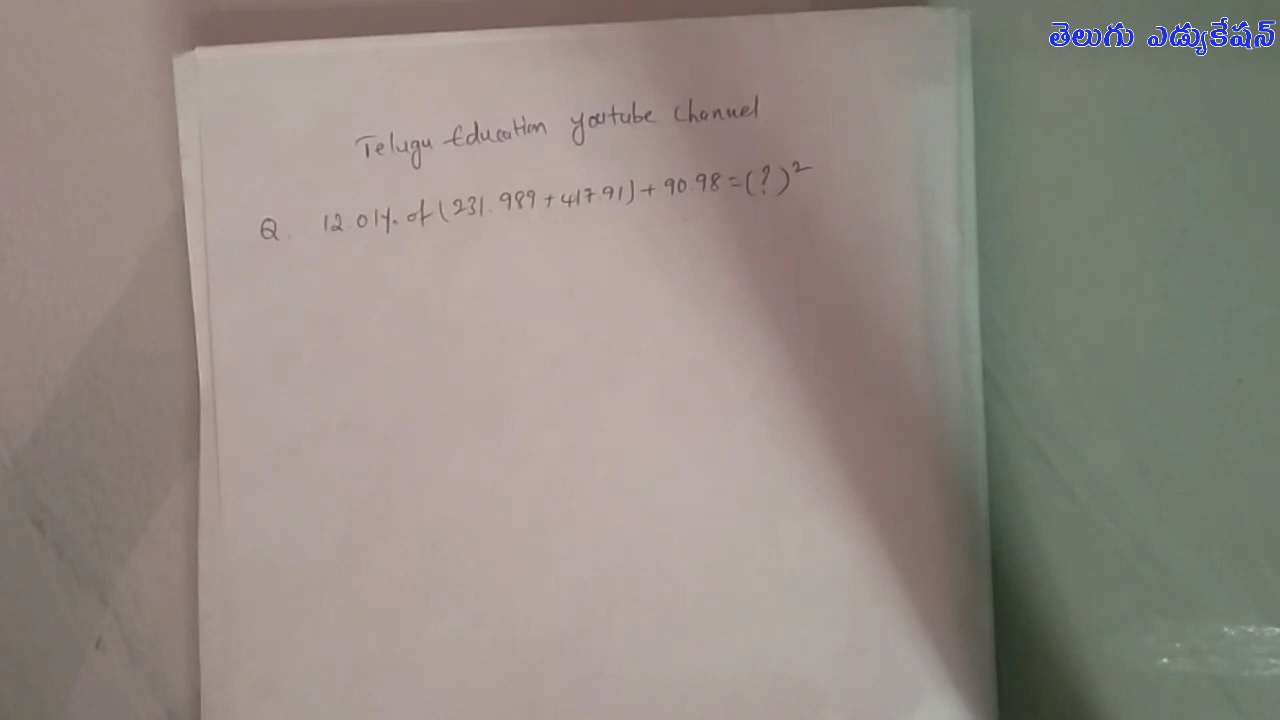 తెలుగు ఎడ్యుకేషన్
Telugu Education youtube channel
Q. 12.01% of (231.989 + 417.91) + 90.98 = (?)²